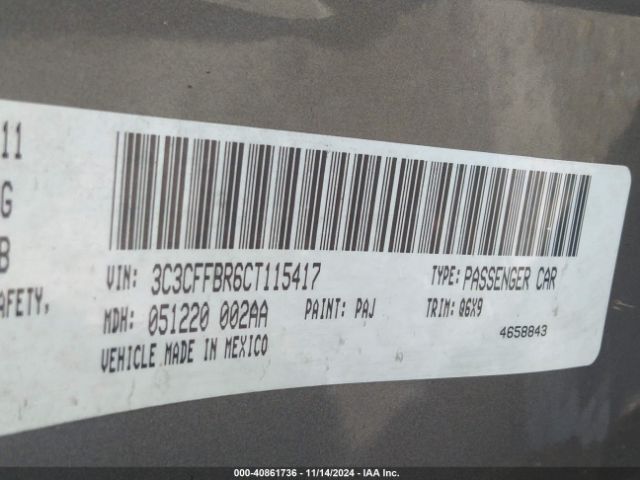 11
G
B
AFETY,
VIN: 3C3CFFBR6CT115417 TYPE: PASSENGER CAR
MDH: 051220 002AA PAINT: PAJ TRIM: Q6X9
VEHICLE MADE IN MEXICO 4658843
000-40861736 - 11/14/2024 - IAA Inc.